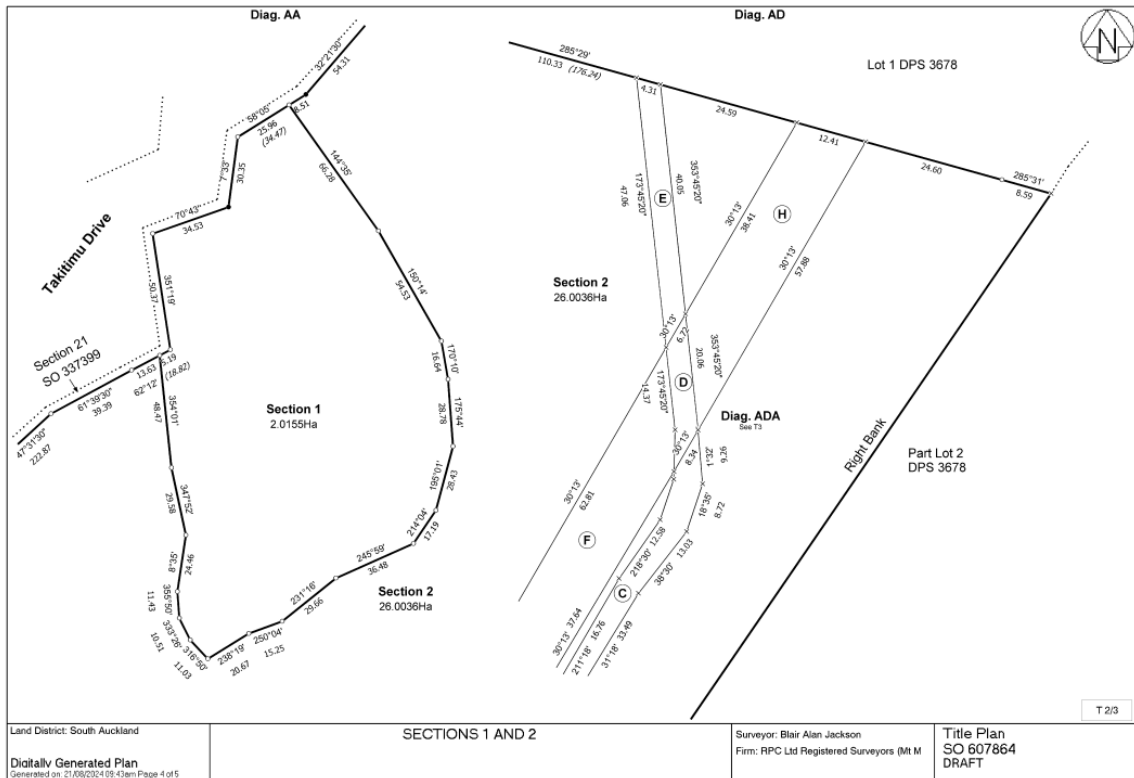 Diag. AA
Diag. AD
N
Lot 1 DPS 3678
32°21'30"
54.31
58°05'
8.51
25.96
(34.47)
7°33'
30.35
70°43'
34.53
Takitimu Drive
351°19'
50.37
144°35'
66.28
150°14'
54.53
170°10'
16.64
175°44'
28.78
195°01'
28.43
214°04'
17.19
245°59'
36.48
231°16'
29.66
250°04'
15.25
238°19'
20.67
316°50'
11.03
333°26'
10.51
355°50'
11.43
8°35'
24.46
347°52'
29.58
354°01'
48.47
5.19
(18.82)
13.63
62°12'
61°39'30"
39.39
47°31'30"
222.87
Section 21
SO 337399
Section 1
2.0155Ha
Section 2
26.0036Ha
285°29'
110.33 (176.24)
4.31
24.59
12.41
24.60
285°31'
8.59
173°45'20"
47.06
E
40.05
353°45'20"
30°13'
38.41
H
30°13'
57.88
Section 2
26.0036Ha
30°13'
6.72
353°45'20"
20.06
D
173°45'20"
14.37
Diag. ADA
See T3
30°13'
8.34
1°32'
9.26
18°35'
8.72
30°13'
62.81
F
218°30'
12.58
38°30'
13.03
C
30°13'
37.64
211°18'
16.76
31°18'
33.49
Right Bank
Part Lot 2
DPS 3678
T 2/3
Land District: South Auckland
Digitally Generated Plan
Generated on: 21/08/2024 09:43am Page 4 of 5
SECTIONS 1 AND 2
Surveyor: Blair Alan Jackson
Firm: RPC Ltd Registered Surveyors (Mt M
Title Plan
SO 607864
DRAFT